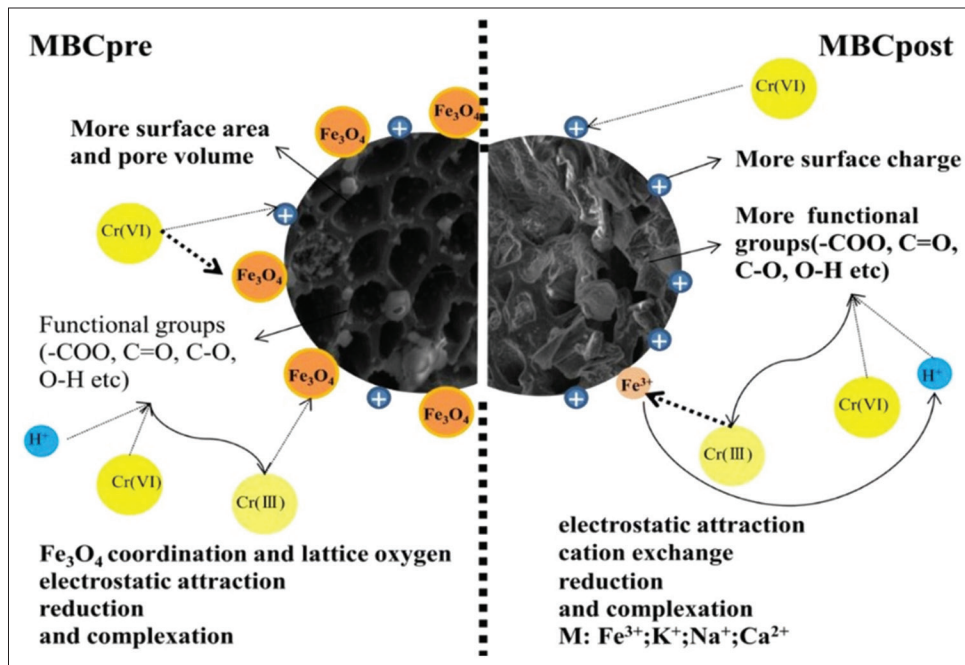 MBCpre
MBCpost
Fe₃O₄
Fe₃O₄
+
+
Cr(VI)
More surface area
and pore volume
+
More surface charge
Cr(VI)
+
Fe₃O₄
More functional
groups(-COO, C=O,
C-O, O-H etc)
+
Functional groups
(-COO, C=O, C-O,
O-H etc)
+
Fe₃O₄
Fe³⁺
H⁺
+
+
Fe₃O₄
Cr(VI)
H⁺
Cr(VI)
Cr(Ⅲ)
Cr(Ⅲ)
Fe₃O₄ coordination and lattice oxygen
electrostatic attraction
reduction
and complexation
electrostatic attraction
cation exchange
reduction
and complexation
M: Fe³⁺;K⁺;Na⁺;Ca²⁺